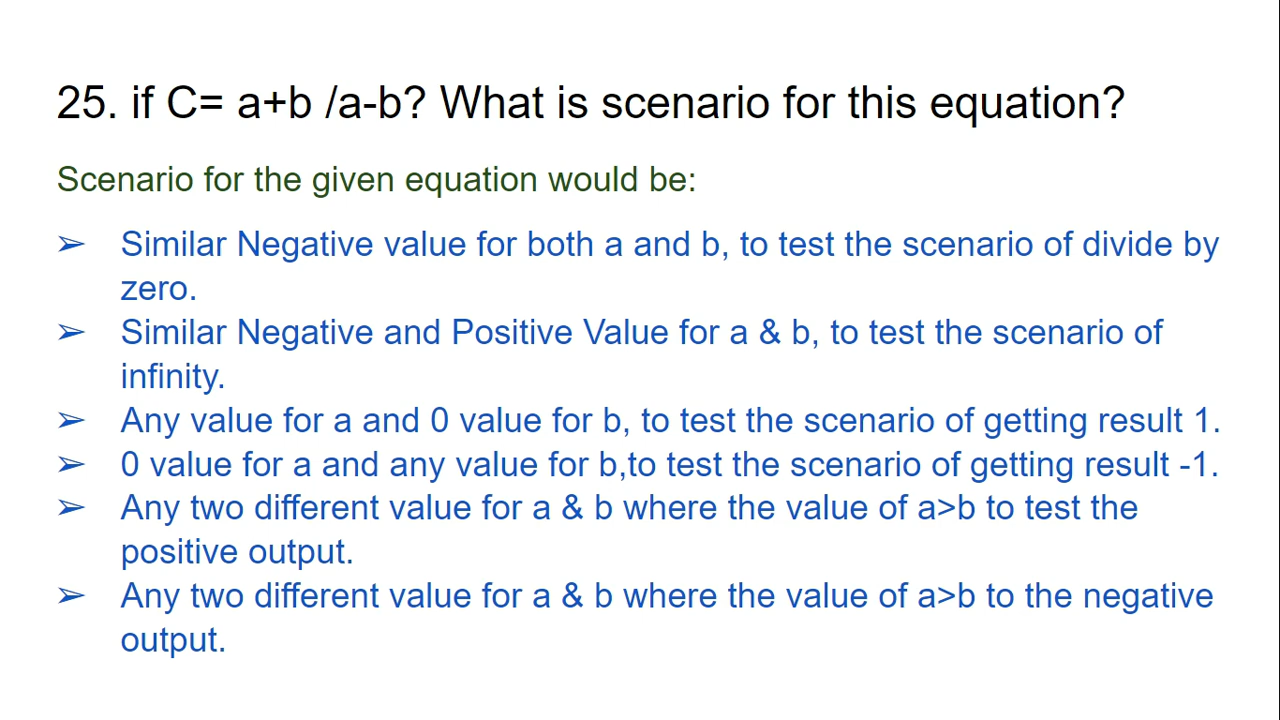 25. if C= a+b /a-b? What is scenario for this equation?
Scenario for the given equation would be:
➢ Similar Negative value for both a and b, to test the scenario of divide by
zero.
➢ Similar Negative and Positive Value for a & b, to test the scenario of
infinity.
➢ Any value for a and 0 value for b, to test the scenario of getting result 1.
➢ 0 value for a and any value for b,to test the scenario of getting result -1.
➢ Any two different value for a & b where the value of a>b to test the
positive output.
➢ Any two different value for a & b where the value of a>b to the negative
output.